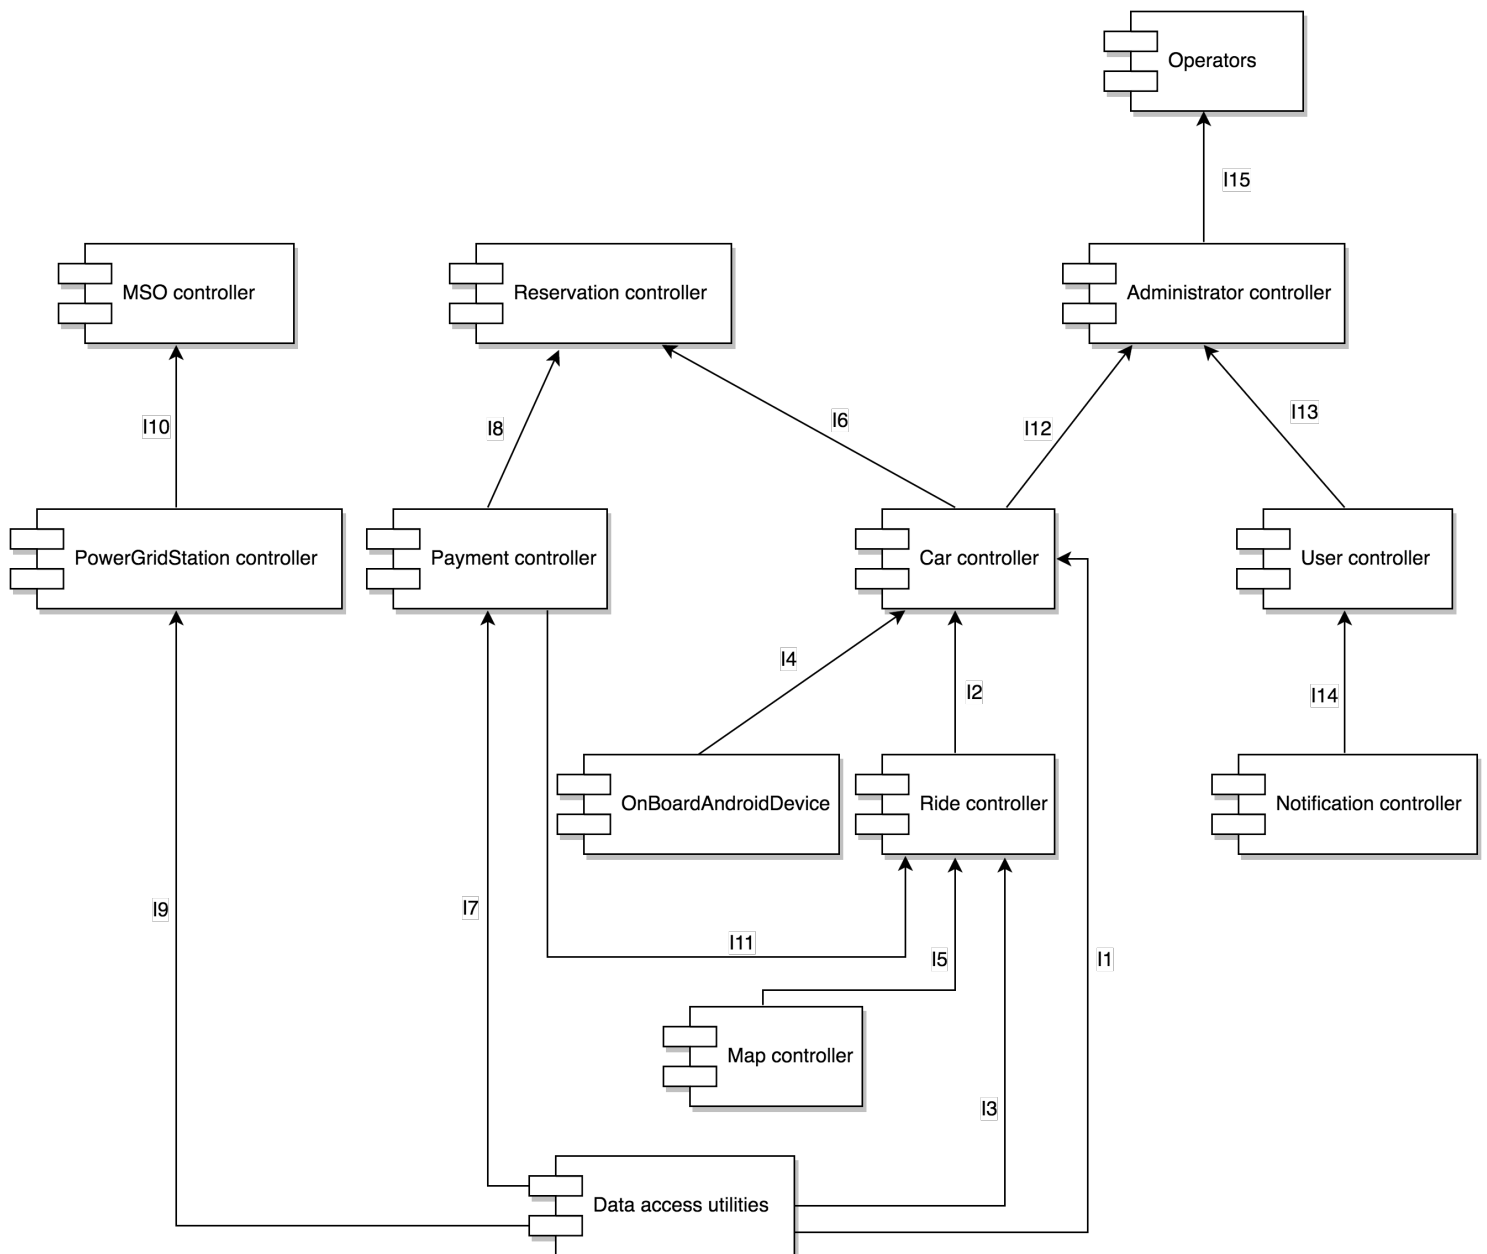 Operators
I15
MSO controller
Reservation controller
Administrator controller
I10
I8
I6
I12
I13
PowerGridStation controller
Payment controller
Car controller
User controller
I4
I2
I14
OnBoardAndroidDevice
Ride controller
Notification controller
I9
I7
I11
I5
I1
Map controller
I3
Data access utilities